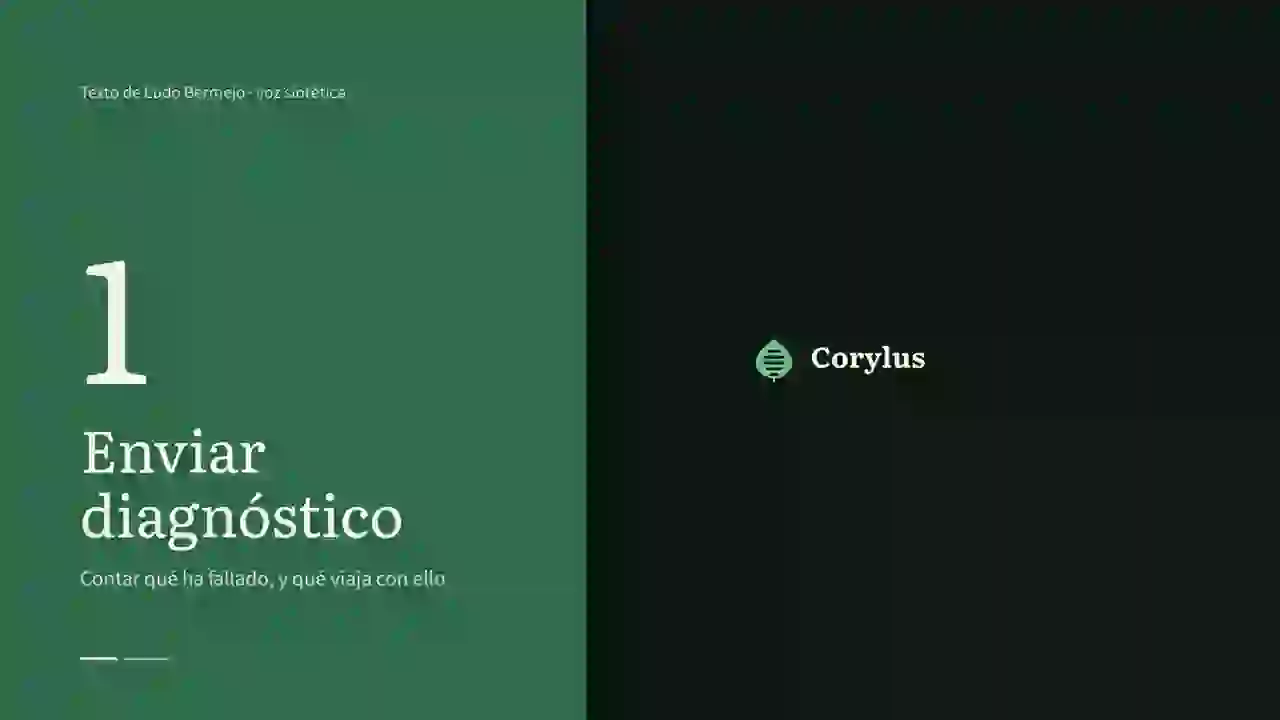 Texto de Ludo Bermejo · voz sintética
1
Enviar
diagnóstico
Contar qué ha fallado, y qué viaja con ello
Corylus